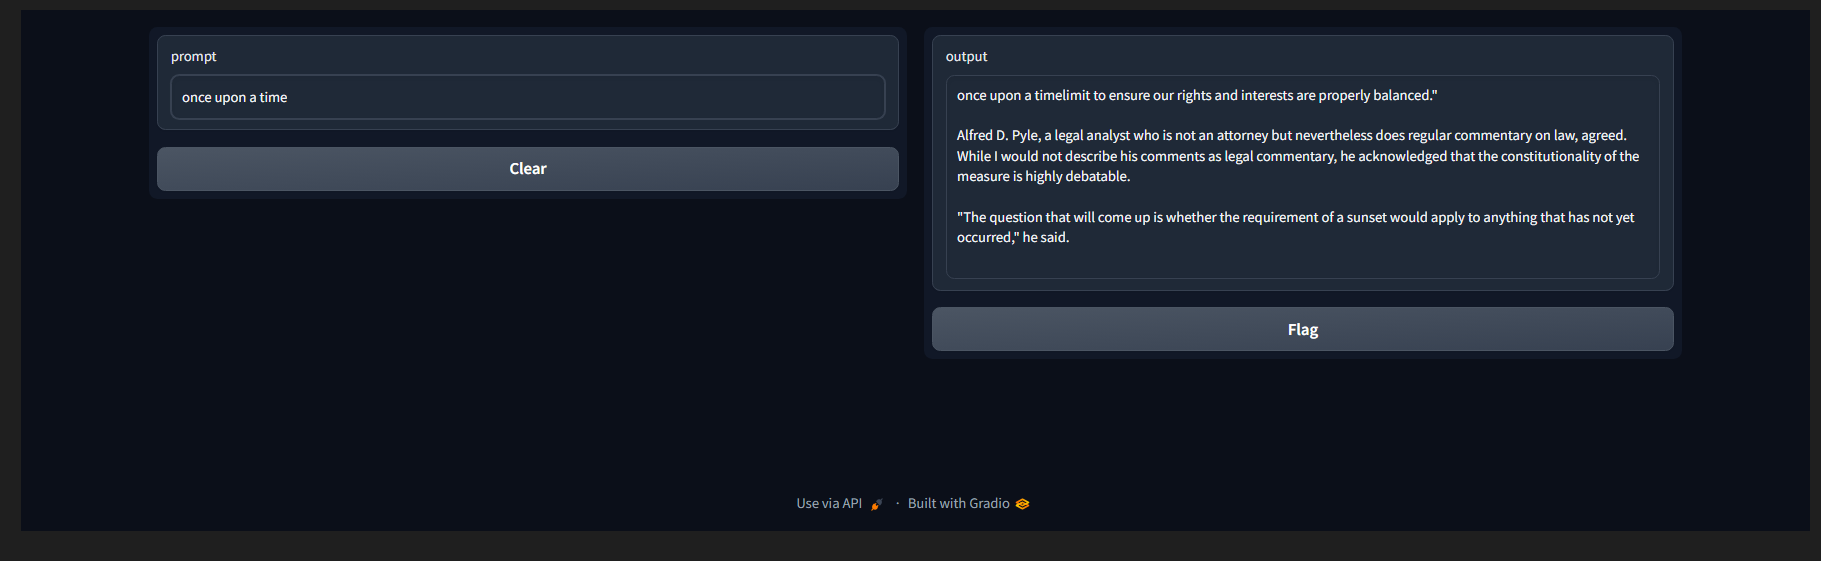 prompt
once upon a time
Clear
output
once upon a timelimit to ensure our rights and interests are properly balanced."
Alfred D. Pyle, a legal analyst who is not an attorney but nevertheless does regular commentary on law, agreed.
While I would not describe his comments as legal commentary, he acknowledged that the constitutionality of the
measure is highly debatable.
"The question that will come up is whether the requirement of a sunset would apply to anything that has not yet
occurred," he said.
Flag
Use via API · Built with Gradio